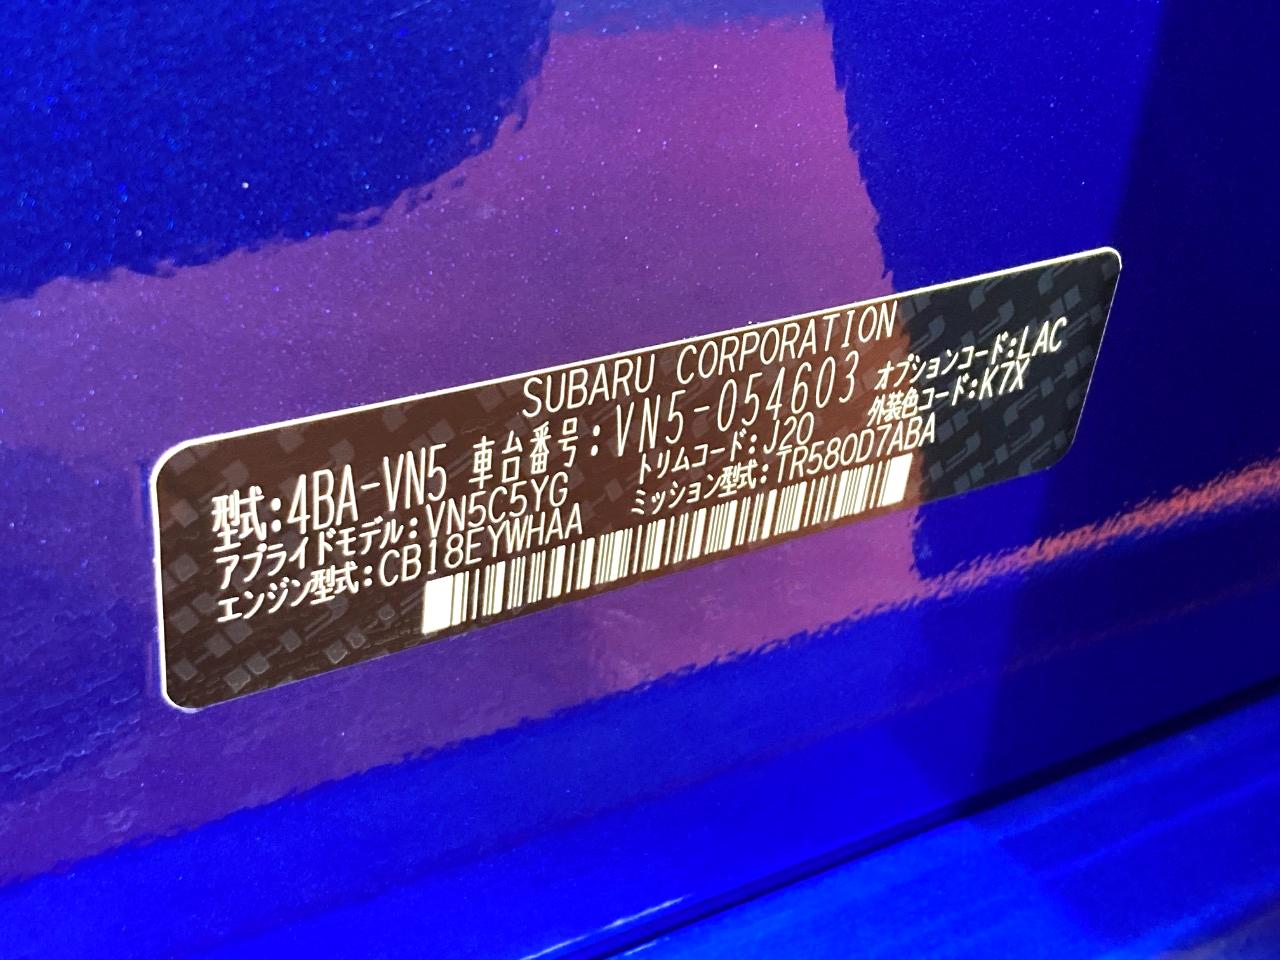 SUBARU CORPORATION
型式:4BA-VN5 車台番号:VN5-054603
アプライドモデル:VN5C5YG トリムコード:J20 オプションコード:LAC
エンジン型式:CB18EYWHAA ミッション型式:TR580D7ABA 外装色コード:K7X